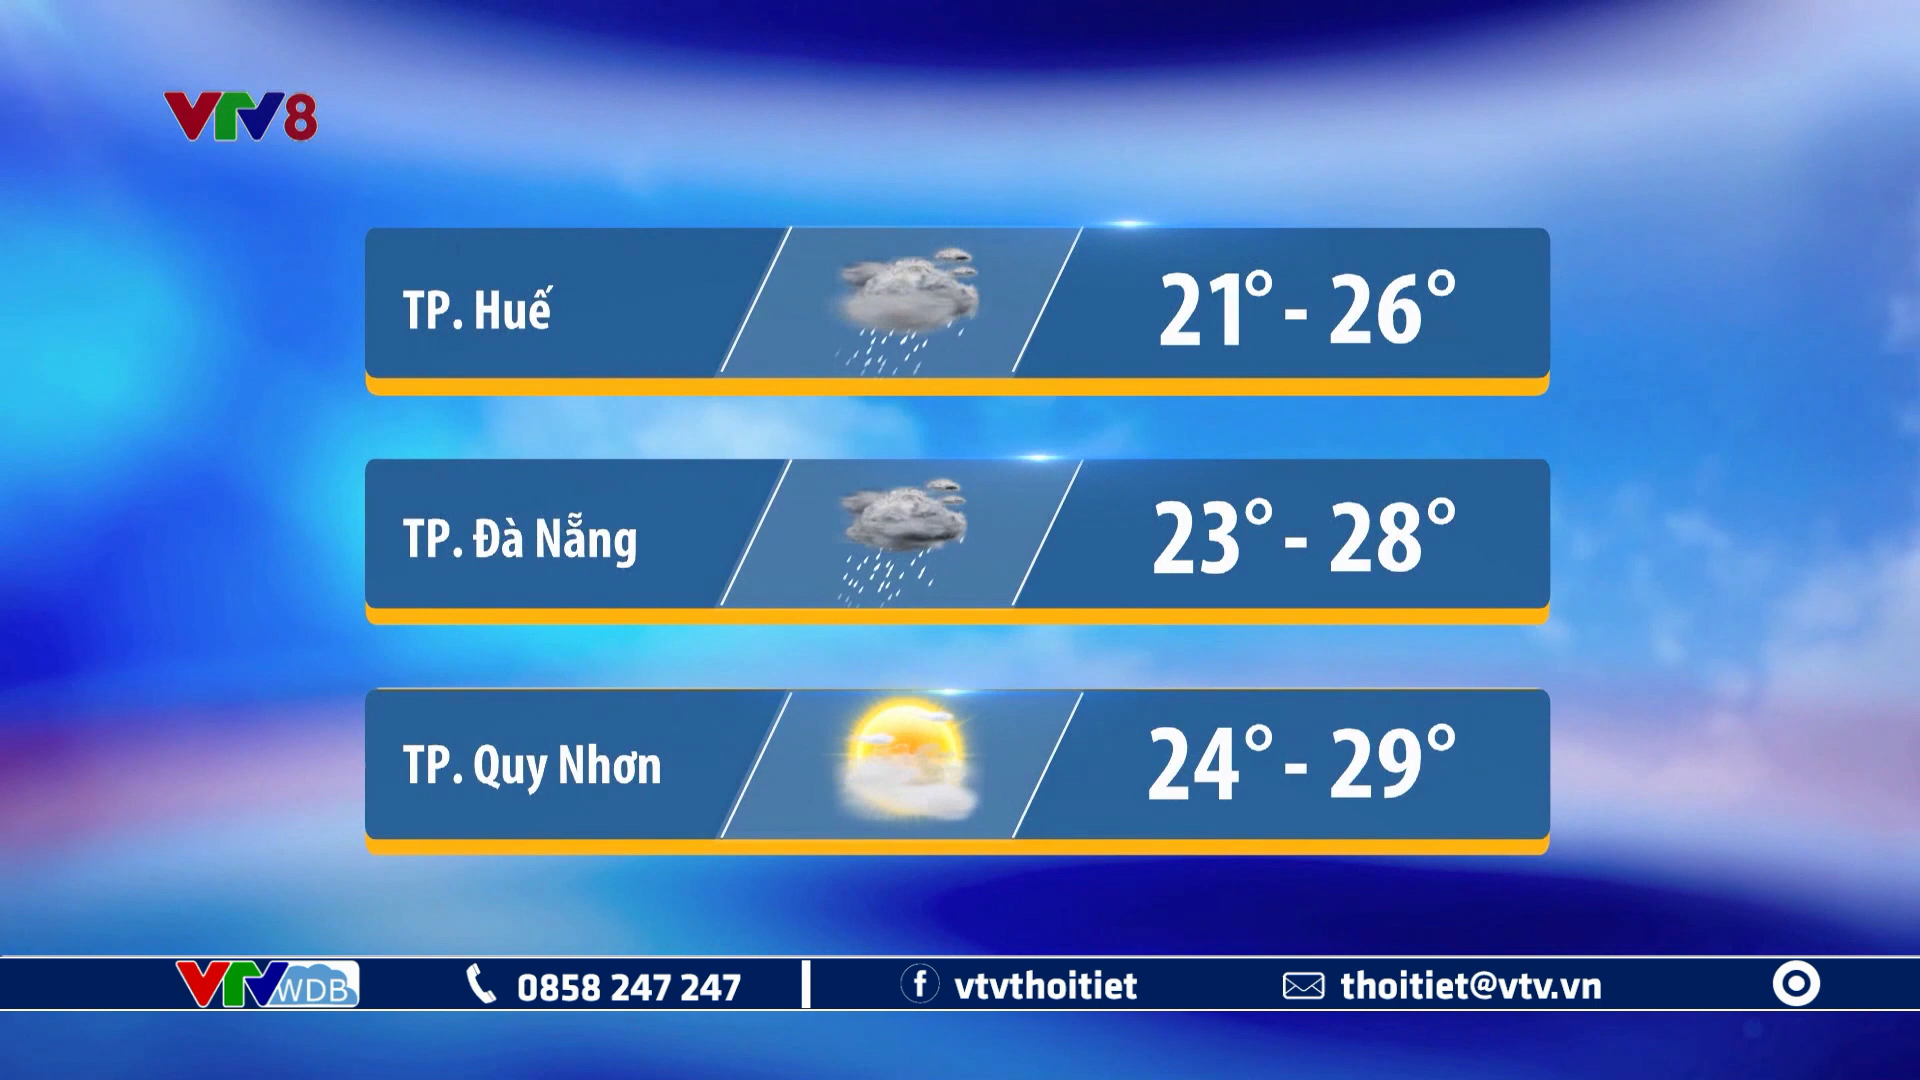 VTV8
TP. Huế
21° - 26°
TP. Đà Nẵng
23° - 28°
TP. Quy Nhơn
24° - 29°
VTV WDB
0858 247 247
vtvthoitiet
thoitiet@vtv.vn